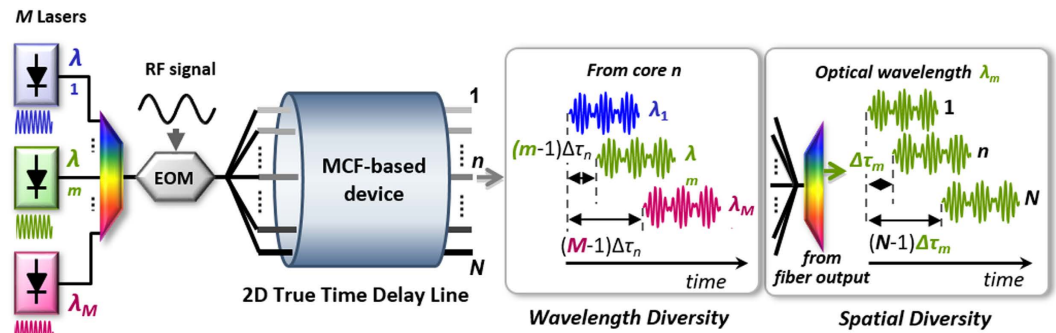 M Lasers
λ
1
λ
m
λM
RF signal
EOM
MCF-based
device
1
n
N
2D True Time Delay Line
From core n
λ1
(m-1)Δτn
λ
m
λM
(M-1)Δτn
time
Wavelength Diversity
Optical wavelength λm
1
Δτm
n
N
(N-1)Δτm
from
fiber output
time
Spatial Diversity